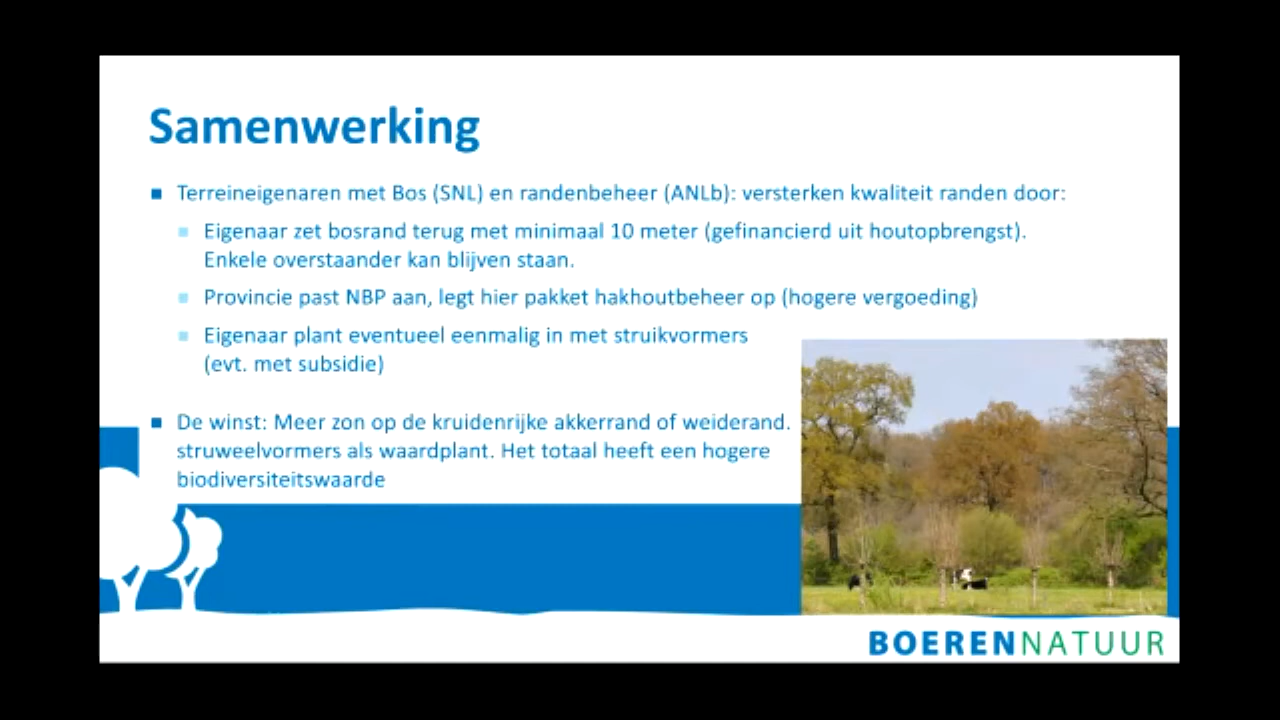 Samenwerking
Terreineigenaren met Bos (SNL) en randenbeheer (ANLb): versterken kwaliteit randen door:
Eigenaar zet bosrand terug met minimaal 10 meter (gefinancierd uit houtopbrengst).
Enkele overstaander kan blijven staan.
Provincie past NBP aan, legt hier pakket hakhoutbeheer op (hogere vergoeding)
Eigenaar plant eventueel eenmalig in met struikvormers
(evt. met subsidie)
De winst: Meer zon op de kruidenrijke akkerrand of weiderand.
struweelvormers als waardplant. Het totaal heeft een hogere
biodiversiteitswaarde
BOERENNATUUR